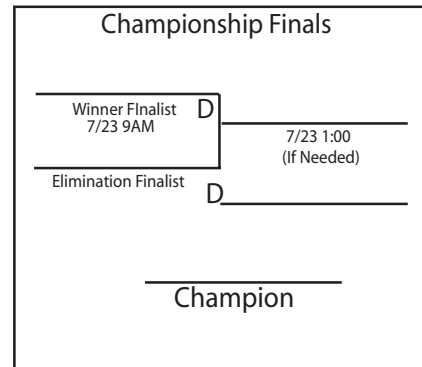 Championship Finals
Winner FInalist
D
7/23 9AM
7/23 1:00
(If Needed)
Elimination Finalist
D
Champion